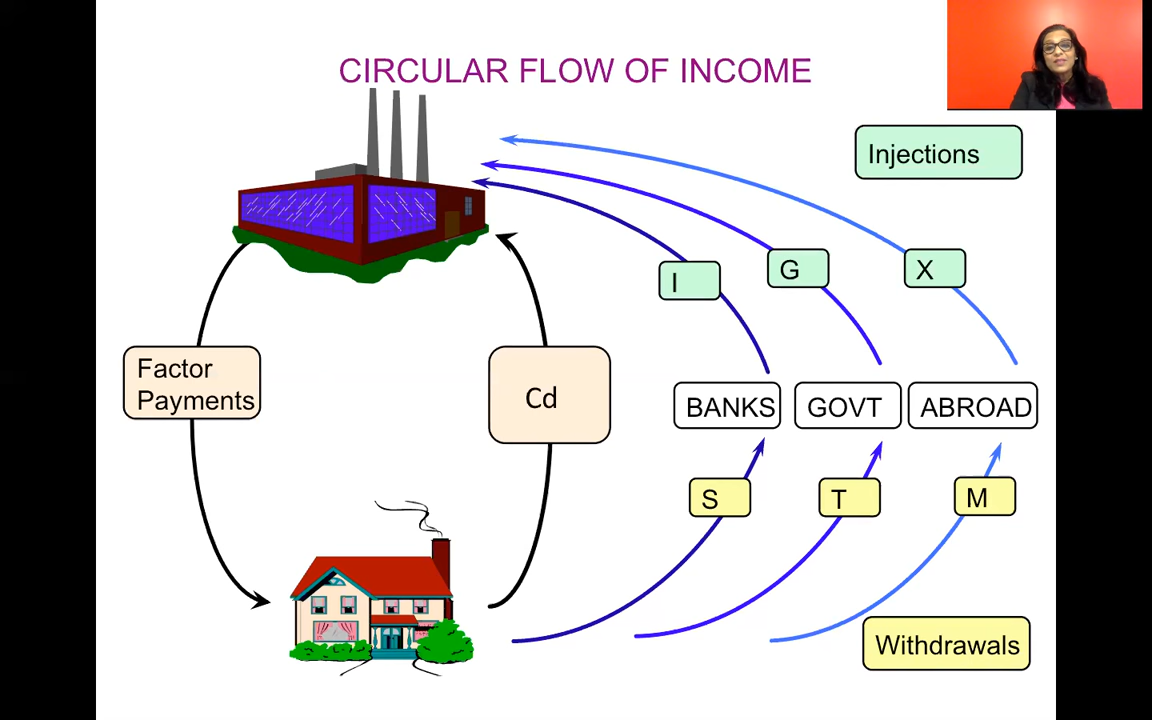 CIRCULAR FLOW OF INCOME
Injections
I
G
X
Factor
Payments
Cd
BANKS
GOVT
ABROAD
S
T
M
Withdrawals